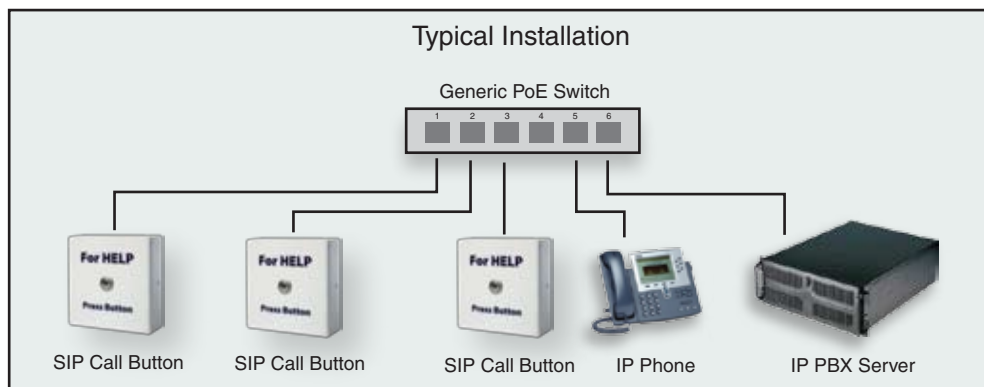 Typical Installation
Generic PoE Switch
1 2 3 4 5 6
For HELP
Press Button
For HELP
Press Button
For HELP
Press Button
SIP Call Button
SIP Call Button
SIP Call Button
IP Phone
IP PBX Server